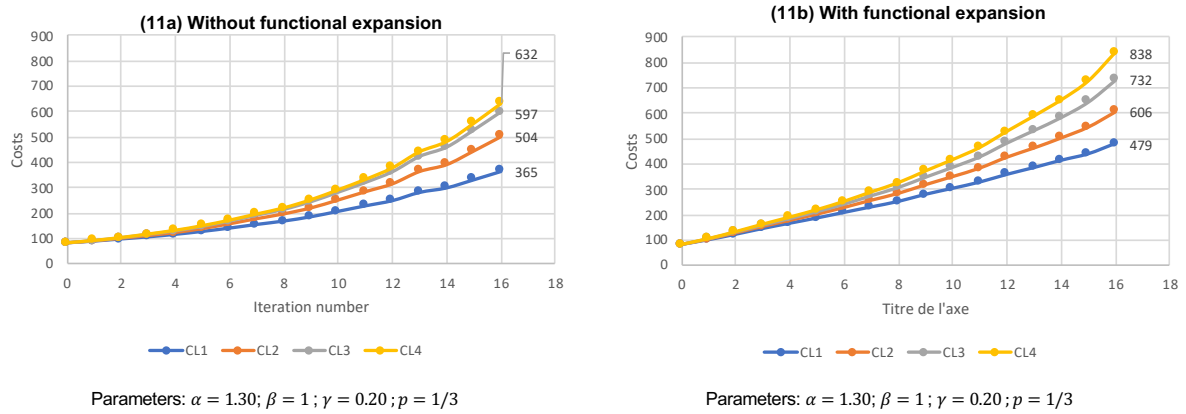 (11a) Without functional expansion
900
800
700
600
500
400
300
200
100
0
Costs
632
597
504
365
0 2 4 6 8 10 12 14 16 18
Iteration number
CL1 CL2 CL3 CL4
Parameters: α = 1.30; β = 1 ; γ = 0.20 ; p = 1/3
(11b) With functional expansion
900
800
700
600
500
400
300
200
100
0
Costs
838
732
606
479
0 2 4 6 8 10 12 14 16 18
Titre de l'axe
CL1 CL2 CL3 CL4
Parameters: α = 1.30; β = 1 ; γ = 0.20 ; p = 1/3